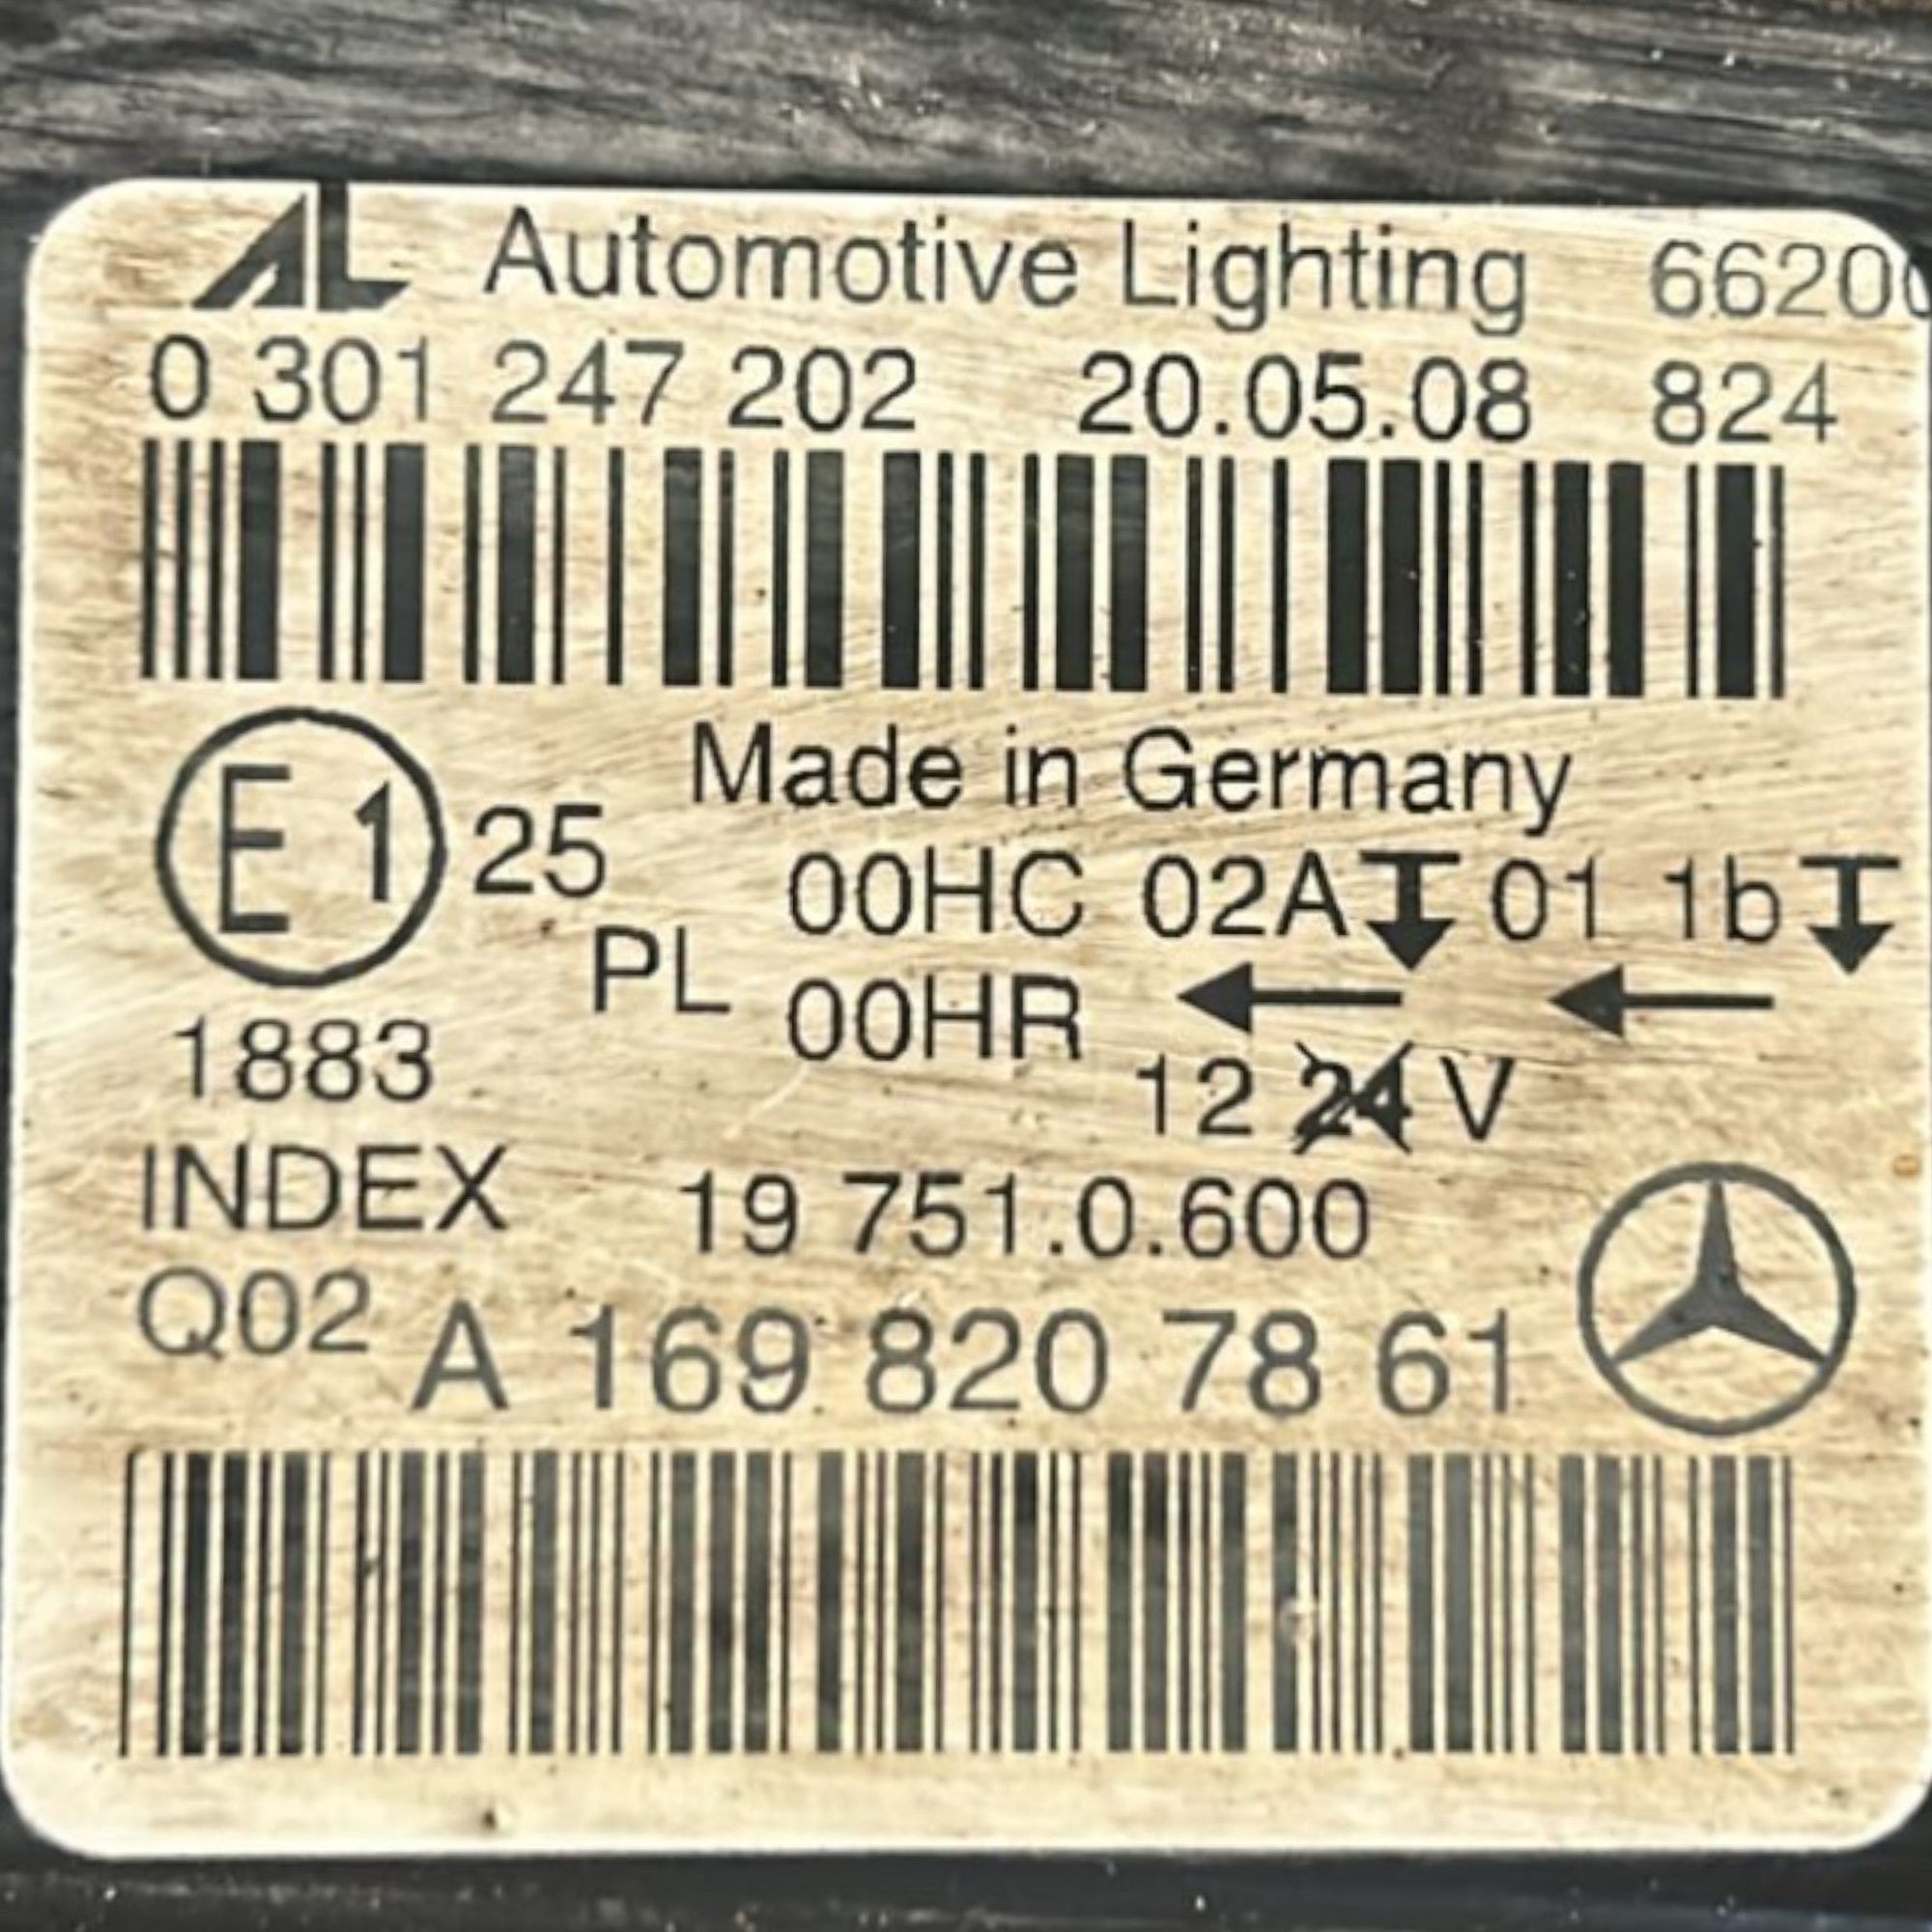 AL Automotive Lighting 6620
0 301 247 202 20.05.08 824
Made in Germany
E1 25
00HC 02A 01 1b
PL
00HR
1883
12 24 V
INDEX
19 751.0.600
Q02
A 169 820 78 61